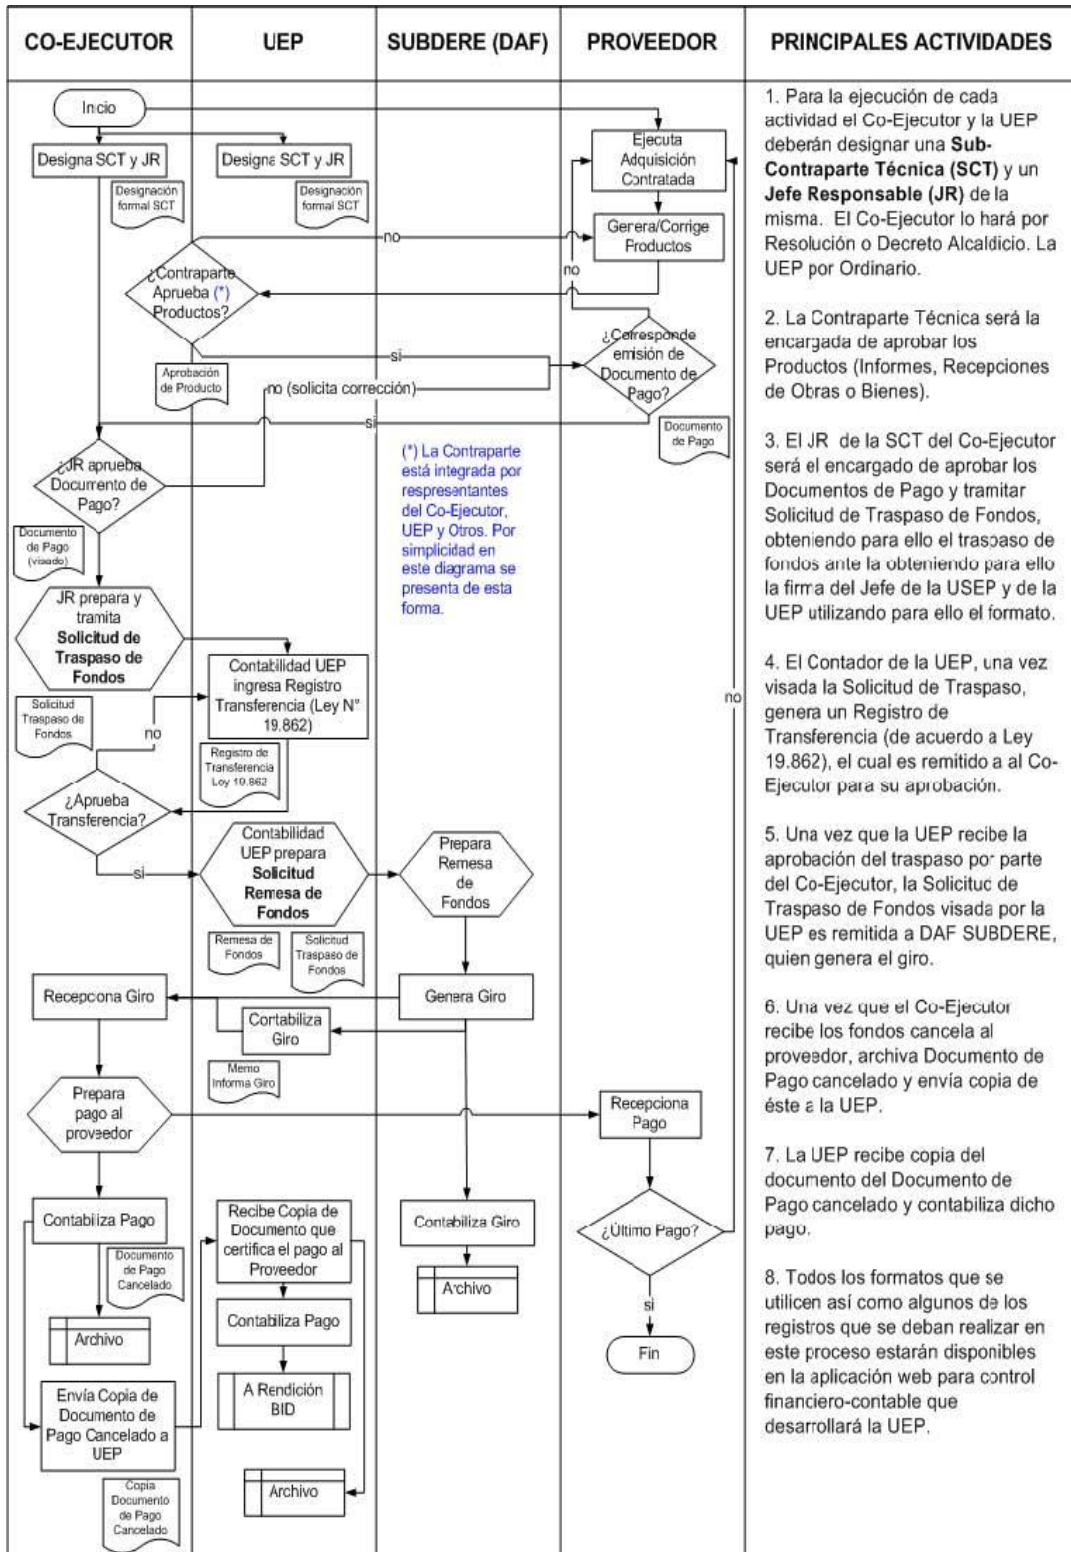 CO-EJECUTOR
UEP
SUBDERE (DAF)
PROVEEDOR
PRINCIPALES ACTIVIDADES
Inicio
Designa SCT y JR
Designa SCT y JR
Designación
formal SCT
Designación
formal SCT
Ejecuta
Adquisición
Contratada
Genera/Corrige
Productos
no
no
¿Contraparte
Aprueba (*)
Productos?
si
¿Corresponde
emisión de
Documento de
Pago?
Aprobación
de Producto
no (solicita corrección)
si
Documento
de Pago
(*) La Contraparte
está integrada por
respresentantes
del Co-Ejecutor,
UEP y Otros. Por
simplicidad en
este diagrama se
presenta de esta
forma.
¿JR aprueba
Documento de
Pago?
Documento
de Pago
(visado)
JR prepara y
tramita
Solicitud de
Traspaso de
Fondos
Contabilidad UEP
ingresa Registro
Transferencia (Ley N°
19.862)
Solicitud
Traspaso de
Fondos
no
no
Registro de
Transferencia
Ley 19.862
¿Aprueba
Transferencia?
si
Contabilidad
UEP prepara
Solicitud
Remesa de
Fondos
Prepara
Remesa
de
Fondos
Remesa de
Fondos
Solicitud
Traspaso de
Fondos
Recepciona Giro
Genera Giro
Contabiliza
Giro
Memo
Informa Giro
Prepara
pago al
proveedor
Recepciona
Pago
Contabiliza Pago
Recibe Copia de
Documento que
certifica el pago al
Proveedor
Contabiliza Giro
¿Último Pago?
Documento
de Pago
Cancelado
Archivo
Contabiliza Pago
Archivo
si
Fin
Envía Copia de
Documento de
Pago Cancelado a
UEP
A Rendición
BID
Copia
Documento
de Pago
Cancelado
Archivo
1. Para la ejecución de cada
actividad el Co-Ejecutor y la UEP
deberán designar una Sub-
Contraparte Técnica (SCT) y un
Jefe Responsable (JR) de la
misma. El Co-Ejecutor lo hará por
Resolución o Decreto Alcaldicio. La
UEP por Ordinario.
2. La Contraparte Técnica será la
encargada de aprobar los
Productos (Informes, Recepciones
de Obras o Bienes).
3. El JR de la SCT del Co-Ejecutor
será el encargado de aprobar los
Documentos de Pago y tramitar
Solicitud de Traspaso de Fondos,
obteniendo para ello el traspaso de
fondos ante la obteniendo para ello
la firma del Jefe de la USEP y de la
UEP utilizando para ello el formato.
4. El Contador de la UEP, una vez
visada la Solicitud de Traspaso,
genera un Registro de
Transferencia (de acuerdo a Ley
19.862), el cual es remitido a al Co-
Ejecutor para su aprobación.
5. Una vez que la UEP recibe la
aprobación del traspaso por parte
del Co-Ejecutor, la Solicitud de
Traspaso de Fondos visada por la
UEP es remitida a DAF SUBDERE,
quien genera el giro.
6. Una vez que el Co-Ejecutor
recibe los fondos cancela al
proveedor, archiva Documento de
Pago cancelado y envía copia de
éste a la UEP.
7. La UEP recibe copia del
documento del Documento de
Pago cancelado y contabiliza dicho
pago.
8. Todos los formatos que se
utilicen así como algunos de los
registros que se deban realizar en
este proceso estarán disponibles
en la aplicación web para control
financiero-contable que
desarrollará la UEP.